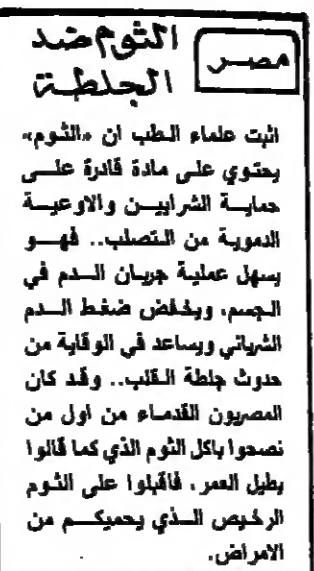 مصر
الثوم ضد
الجلطة
اثبت علماء الطب ان «الثوم»
يحتوي على مادة قادرة على
حماية الشرايين والاوعية
الدموية من التصلب.. فهو
يسهل عملية جريان الدم في
الجسم، ويخفض ضغط الدم
الشرياني ويساعد في الوقاية من
حدوث جلطة القلب.. وقد كان
المصريون القدماء من اول من
نصحوا باكل الثوم الذي كما قالوا
يطيل العمر، فاقبلوا على الثوم
الرخيص الذي يحميكم من
الامراض.